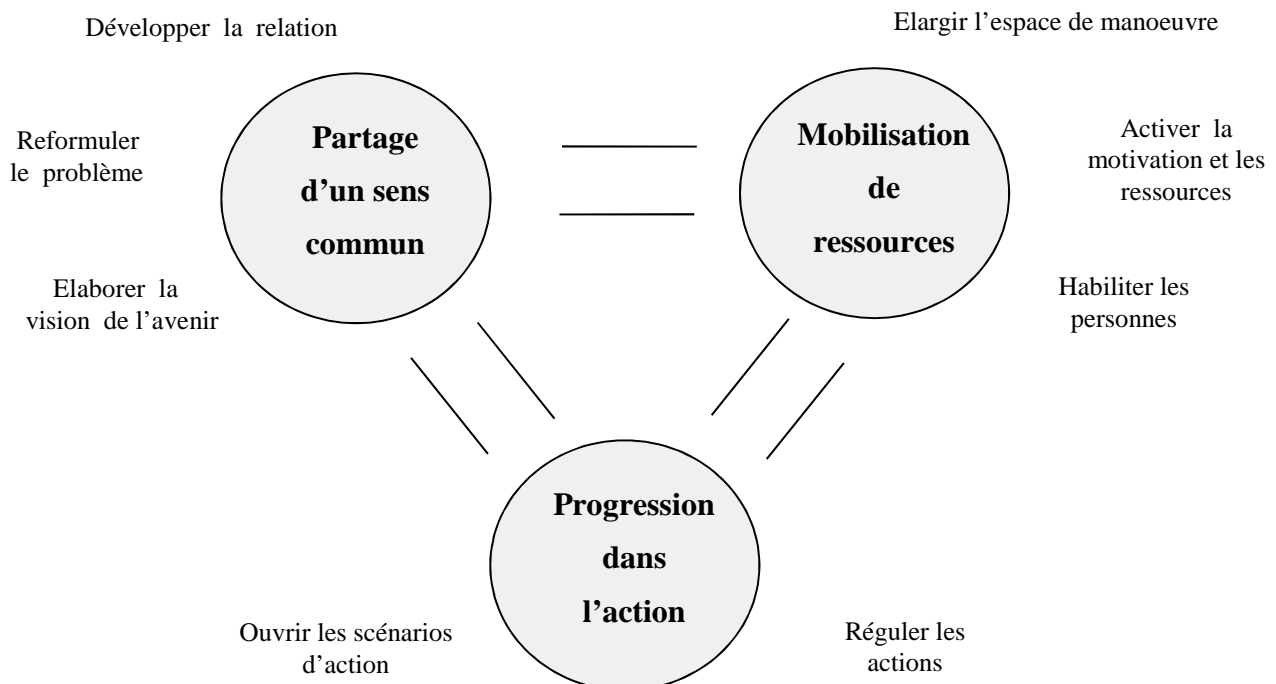 Développer la relation
Elargir l’espace de manoeuvre
Reformuler
le problème
Partage
d’un sens
commun
Mobilisation
de
ressources
Activer la
motivation et les
ressources
Elaborer la
vision de l’avenir
Habiliter les
personnes
Progression
dans
l’action
Ouvrir les scénarios
d’action
Réguler les
actions